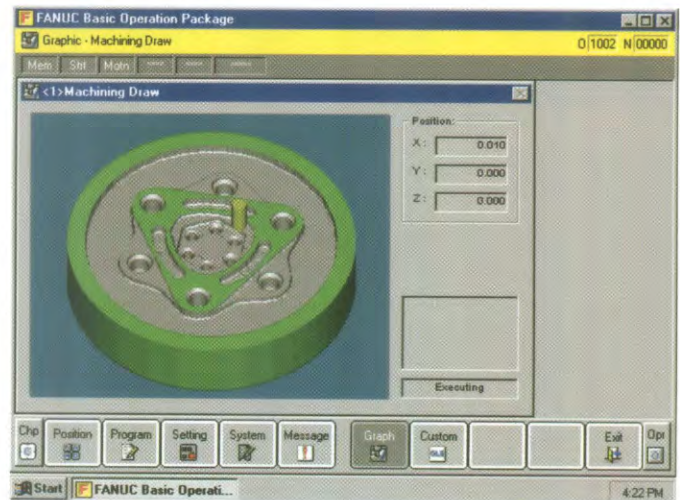 FANUC Basic Operation Package
Graphic - Machining Draw
O 1002 N 00000
Mem Strt Motn **** **** ****
<1>Machining Draw
Position:
X: 0.010
Y: 0.000
Z: 0.000
Executing
Chp Position Program Setting System Message Graph Custom Exit Opr
Start FANUC Basic Operati... 4:22 PM